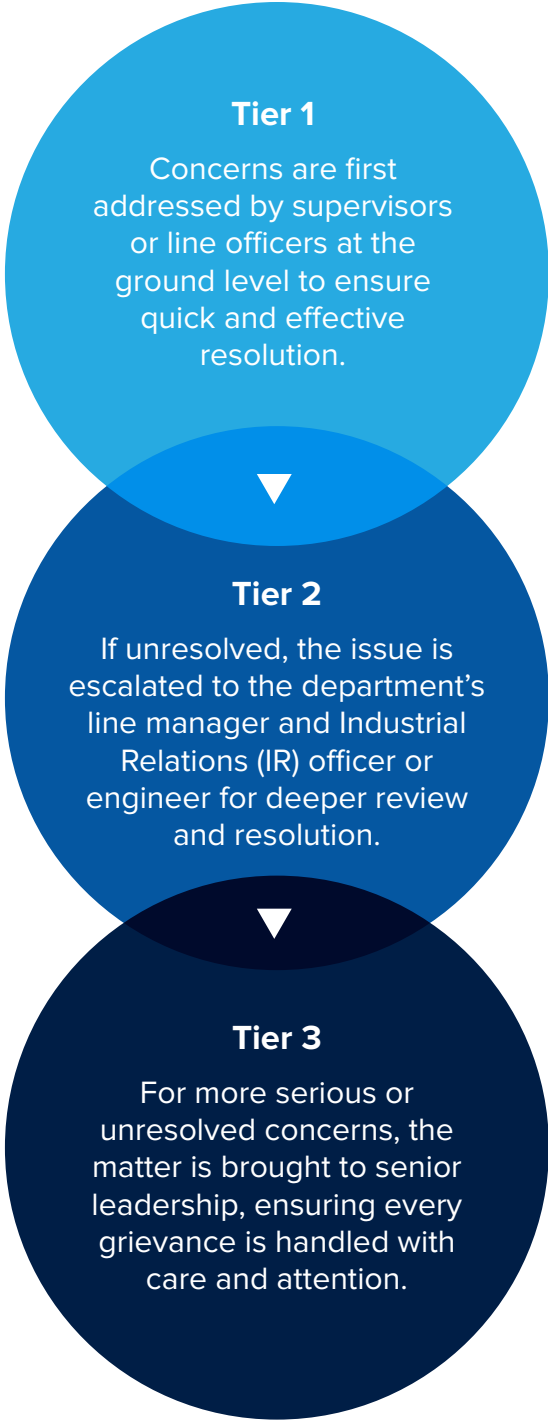 Tier 1
Concerns are first
addressed by supervisors
or line officers at the
ground level to ensure
quick and effective
resolution.
Tier 2
If unresolved, the issue is
escalated to the department’s
line manager and Industrial
Relations (IR) officer or
engineer for deeper review
and resolution.
Tier 3
For more serious or
unresolved concerns, the
matter is brought to senior
leadership, ensuring every
grievance is handled with
care and attention.